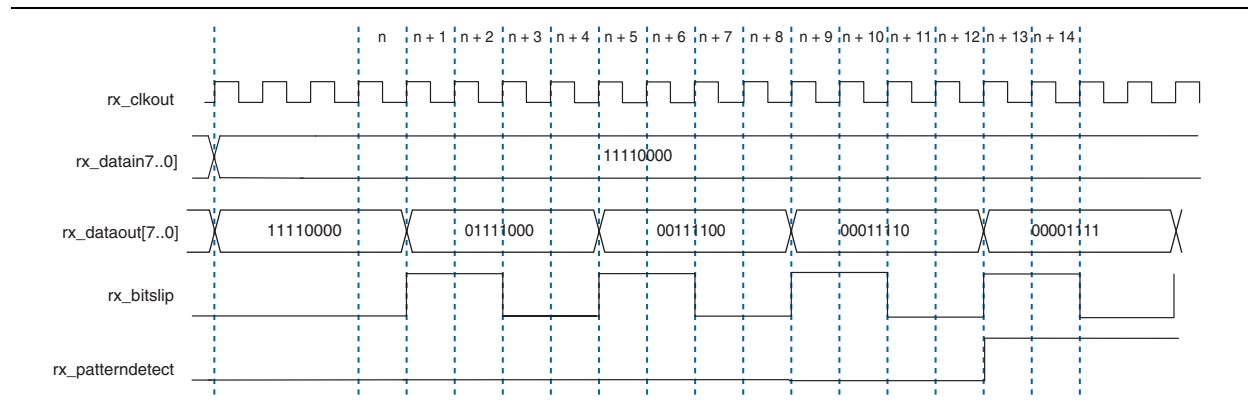 n n + 1 n + 2 n + 3 n + 4 n + 5 n + 6 n + 7 n + 8 n + 9 n + 10 n + 11 n + 12 n + 13 n + 14
rx_clkout
rx_datain7..0] 11110000
rx_dataout[7..0] 11110000 01111000 00111100 00011110 00001111
rx_bitslip
rx_patterndetect